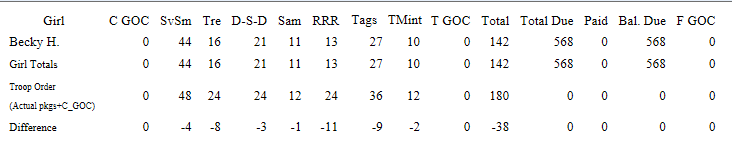 Girl C GOC SvSm Tre D-S-D Sam RRR Tags TMint T GOC Total Total Due Paid Bal. Due F GOC
Becky H. 0 44 16 21 11 13 27 10 0 142 568 0 568 0
Girl Totals 0 44 16 21 11 13 27 10 0 142 568 0 568 0
Troop Order
(Actual pkgs+C_GOC) 0 48 24 24 12 24 36 12 0 180 0 0 0 0
Difference 0 -4 -8 -3 -1 -11 -9 -2 0 -38 0 0 0 0